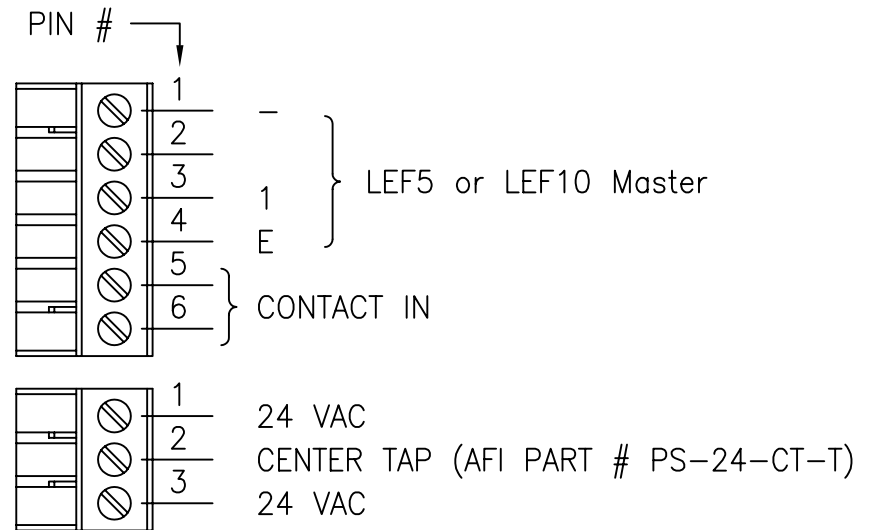 PIN #
1 –
2
3 1
LEF5 or LEF10 Master
4 E
5
6
CONTACT IN
1 24 VAC
2 CENTER TAP (AFI PART # PS-24-CT-T)
3 24 VAC